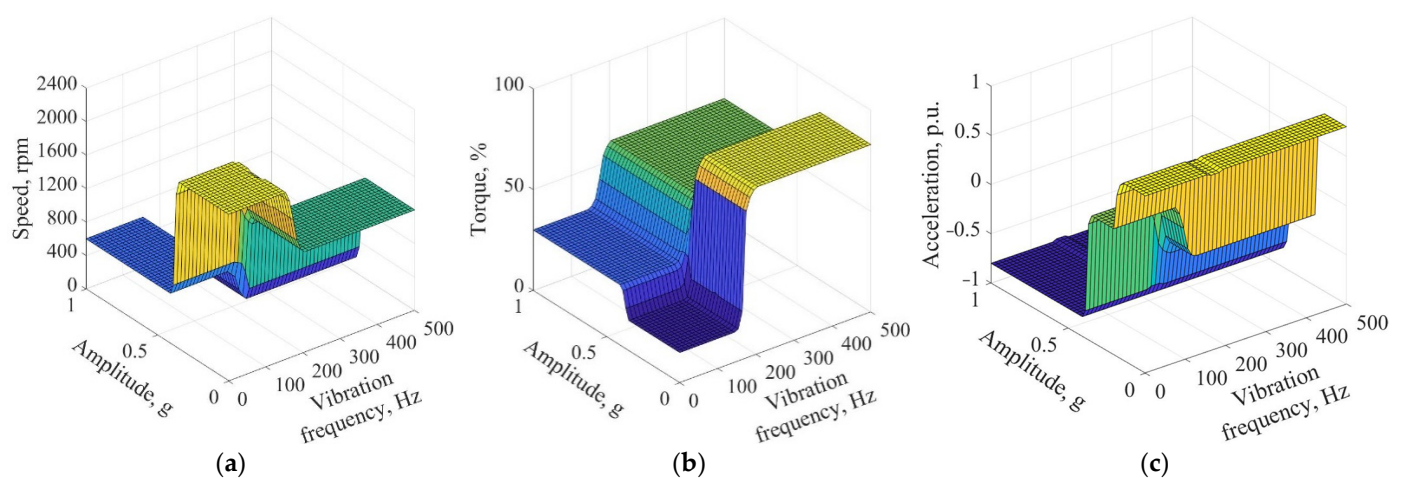 2400
2000
1600
1200
800
400
0
Speed, rpm
1
0.5
0
Amplitude, g
0
100
200
300
400
500
Vibration
frequency, Hz
(a)
100
50
0
Torque, %
1
0.5
0
Amplitude, g
0
100
200
300
400
500
Vibration
frequency, Hz
(b)
1
0.5
0
−0.5
−1
Acceleration, p.u.
1
0.5
0
Amplitude, g
0
100
200
300
400
500
Vibration
frequency, Hz
(c)